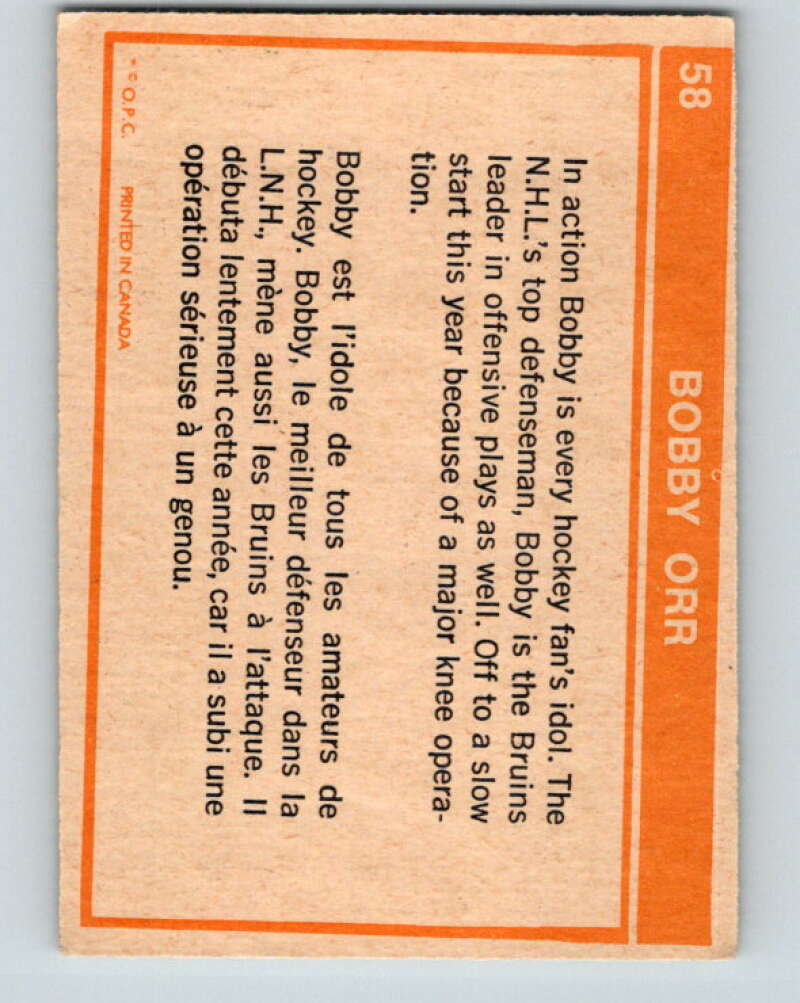 58
BOBBY ORR
In action Bobby is every hockey fan's idol. The
N.H.L.'s top defenseman, Bobby is the Bruins
leader in offensive plays as well. Off to a slow
start this year because of a major knee opera-
tion.
Bobby est l'idole de tous les amateurs de
hockey. Bobby, le meilleur défenseur dans la
L.N.H., mène aussi les Bruins à l'attaque. Il
débuta lentement cette année, car il a subi une
opération sérieuse à un genou.
* © O.P.C. PRINTED IN CANADA